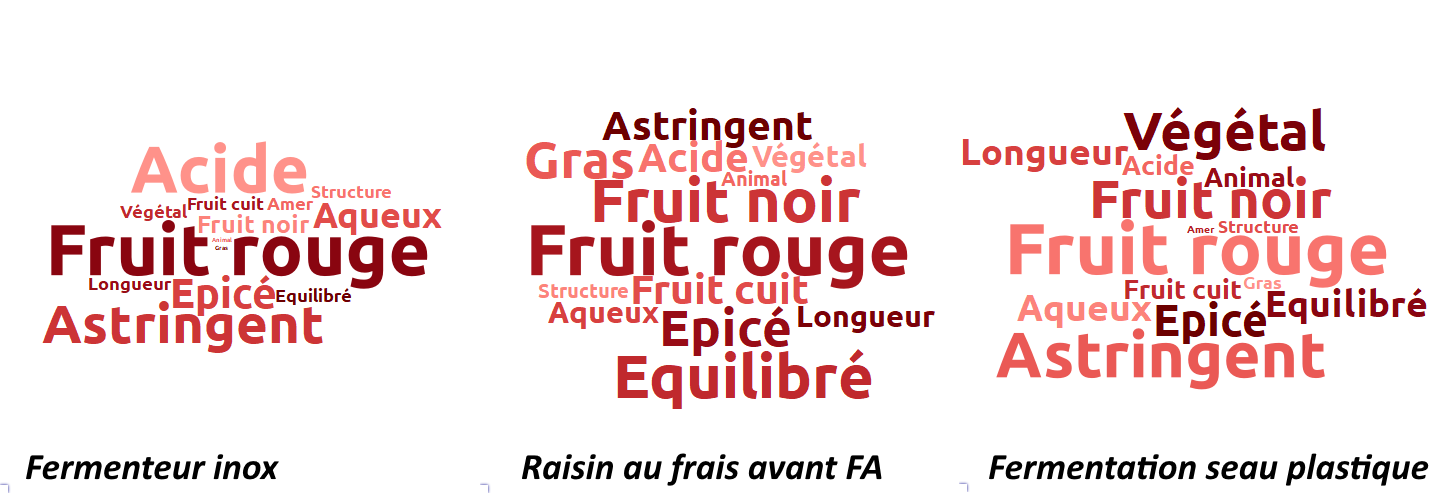 Acide
Structure
Végétal Fruit cuit Amer
Fruit noir Aqueux
Animal
Fruit rouge
Gras
Longueur Epicé Equilibré
Astringent
Fermenteur inox
Astringent
Gras Acide Végétal
Animal
Fruit noir
Fruit rouge
Structure Fruit cuit
Aqueux Epicé Longueur
Equilibré
Raisin au frais avant FA
Végétal
Longueur Acide
Animal
Fruit noir
Amer Structure
Fruit rouge
Fruit cuit Gras
Aqueux Epicé Equilibré
Astringent
Fermentation seau plastique